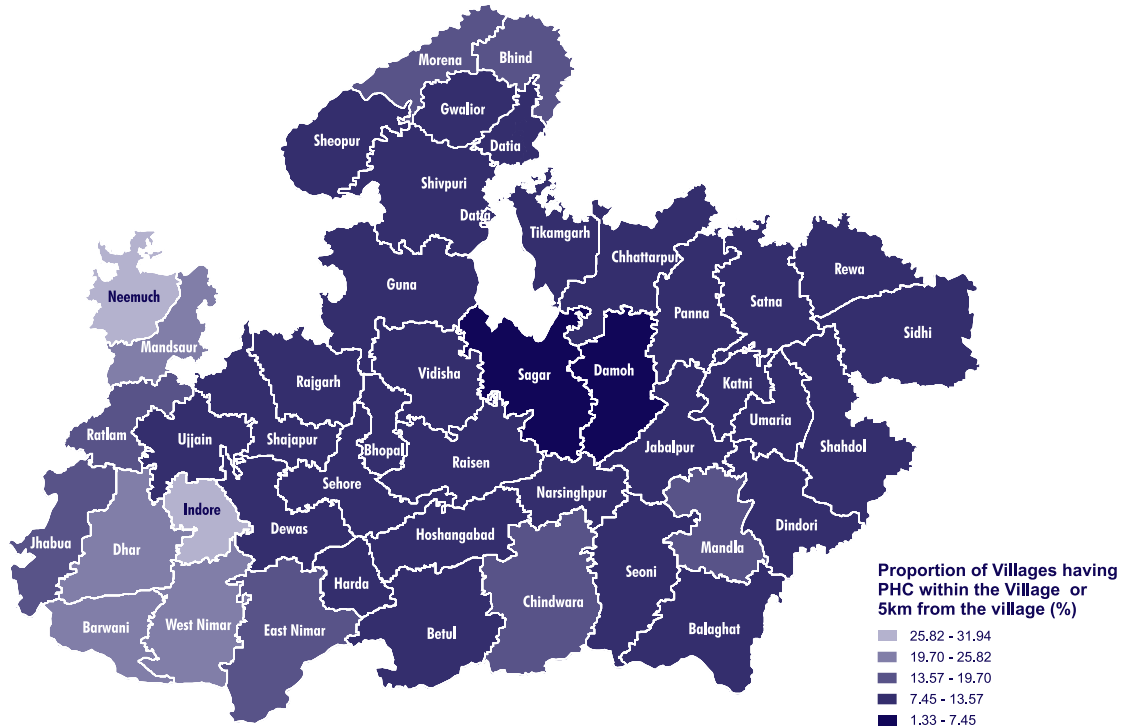 Morena
Bhind
Gwalior
Sheopur
Datia
Shivpuri
Datia
Tikamgarh
Chhattarpur
Rewa
Guna
Neemuch
Panna
Satna
Sidhi
Mandsaur
Vidisha
Sagar
Damoh
Rajgarh
Katni
Umaria
Ratlam
Ujjain
Shajapur
Bhopal
Jabalpur
Shahdol
Raisen
Sehore
Narsinghpur
Indore
Dewas
Hoshangabad
Dindori
Jhabua
Dhar
Mandla
Harda
Seoni
Chindwara
Barwani
West Nimar
East Nimar
Betul
Balaghat
Proportion of Villages having
PHC within the Village or
5km from the village (%)
25.82 - 31.94
19.70 - 25.82
13.57 - 19.70
7.45 - 13.57
1.33 - 7.45